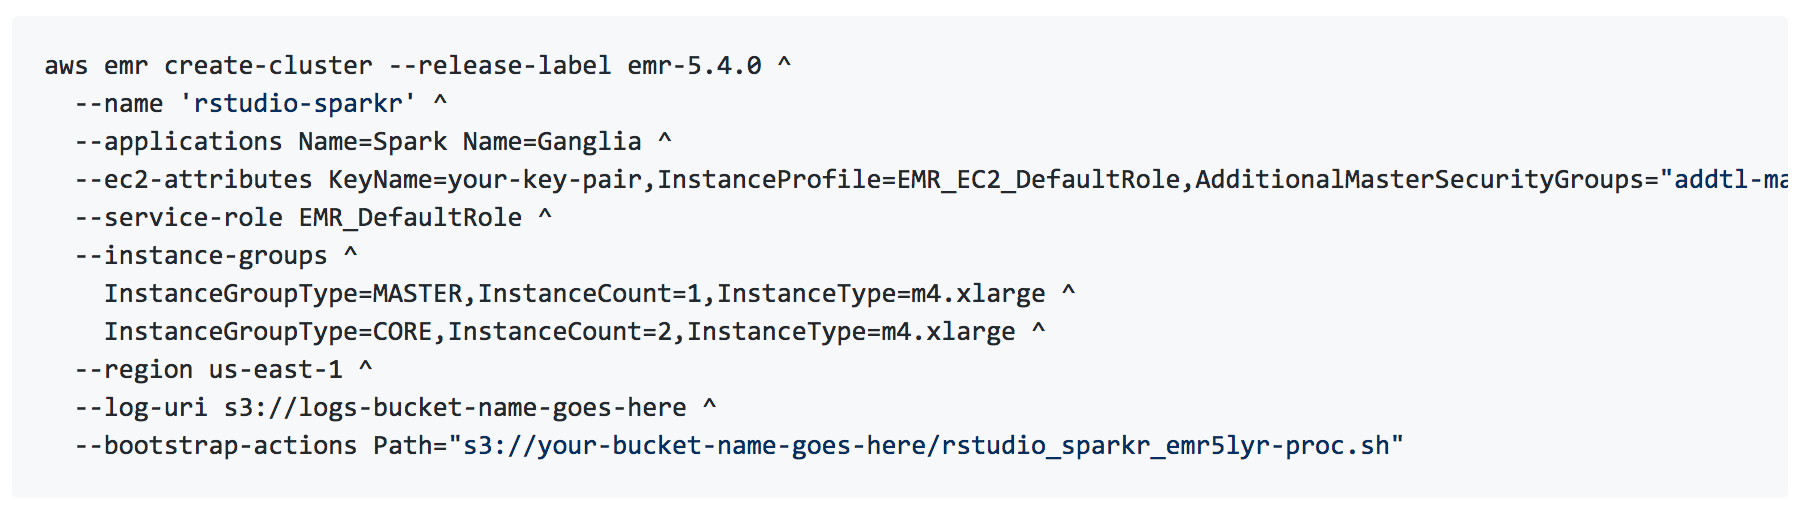 aws emr create-cluster --release-label emr-5.4.0 ^
--name 'rstudio-sparkr' ^
--applications Name=Spark Name=Ganglia ^
--ec2-attributes KeyName=your-key-pair,InstanceProfile=EMR_EC2_DefaultRole,AdditionalMasterSecurityGroups="addtl-ma
--service-role EMR_DefaultRole ^
--instance-groups ^
InstanceGroupType=MASTER,InstanceCount=1,InstanceType=m4.xlarge ^
InstanceGroupType=CORE,InstanceCount=2,InstanceType=m4.xlarge ^
--region us-east-1 ^
--log-uri s3://logs-bucket-name-goes-here ^
--bootstrap-actions Path="s3://your-bucket-name-goes-here/rstudio_sparkr_emr5lyr-proc.sh"